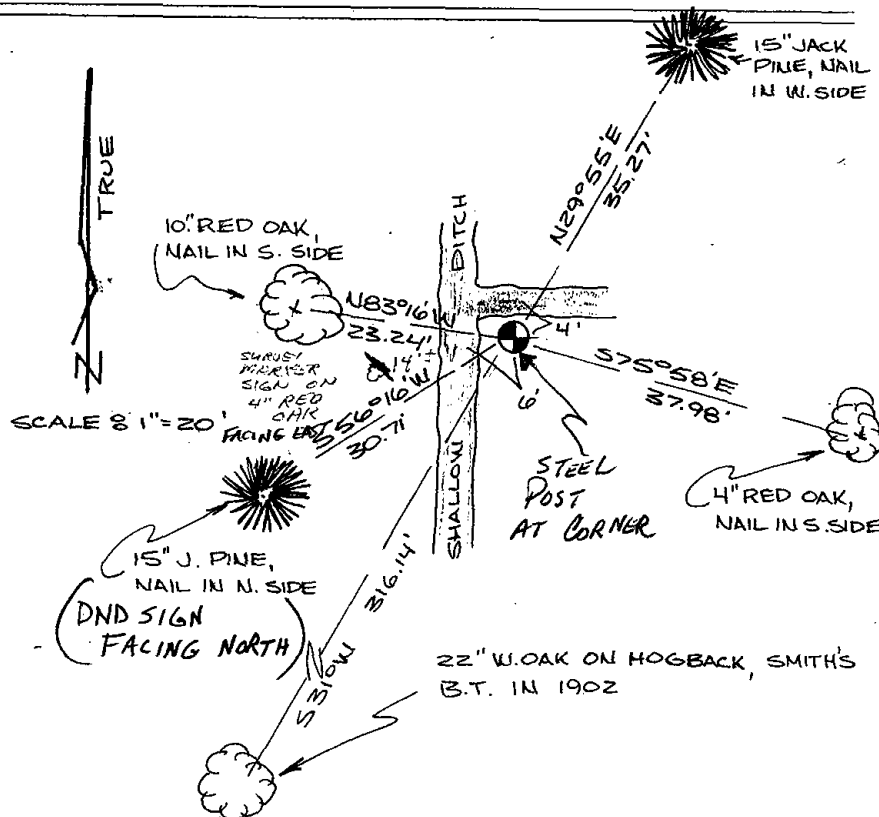 15" JACK
PINE, NAIL
IN W. SIDE
TRUE
N
N29°55'E
35.27'
10" RED OAK,
NAIL IN S. SIDE
DITCH
N83°16'W
23.24'
4'
SURVEY
MARKER
SIGN ON
4" RED
OAK
FACING EAST
14'±
S56°16'W
30.71'
6'
S75°58'E
37.98'
SCALE 8 1"=20'
STEEL
POST
AT CORNER
4" RED OAK,
NAIL IN S. SIDE
SHALLOW
15" J. PINE,
NAIL IN N. SIDE
(DND SIGN
FACING NORTH)
316.14'
S31°W
22" W. OAK ON HOGBACK, SMITH'S
B.T. IN 1902